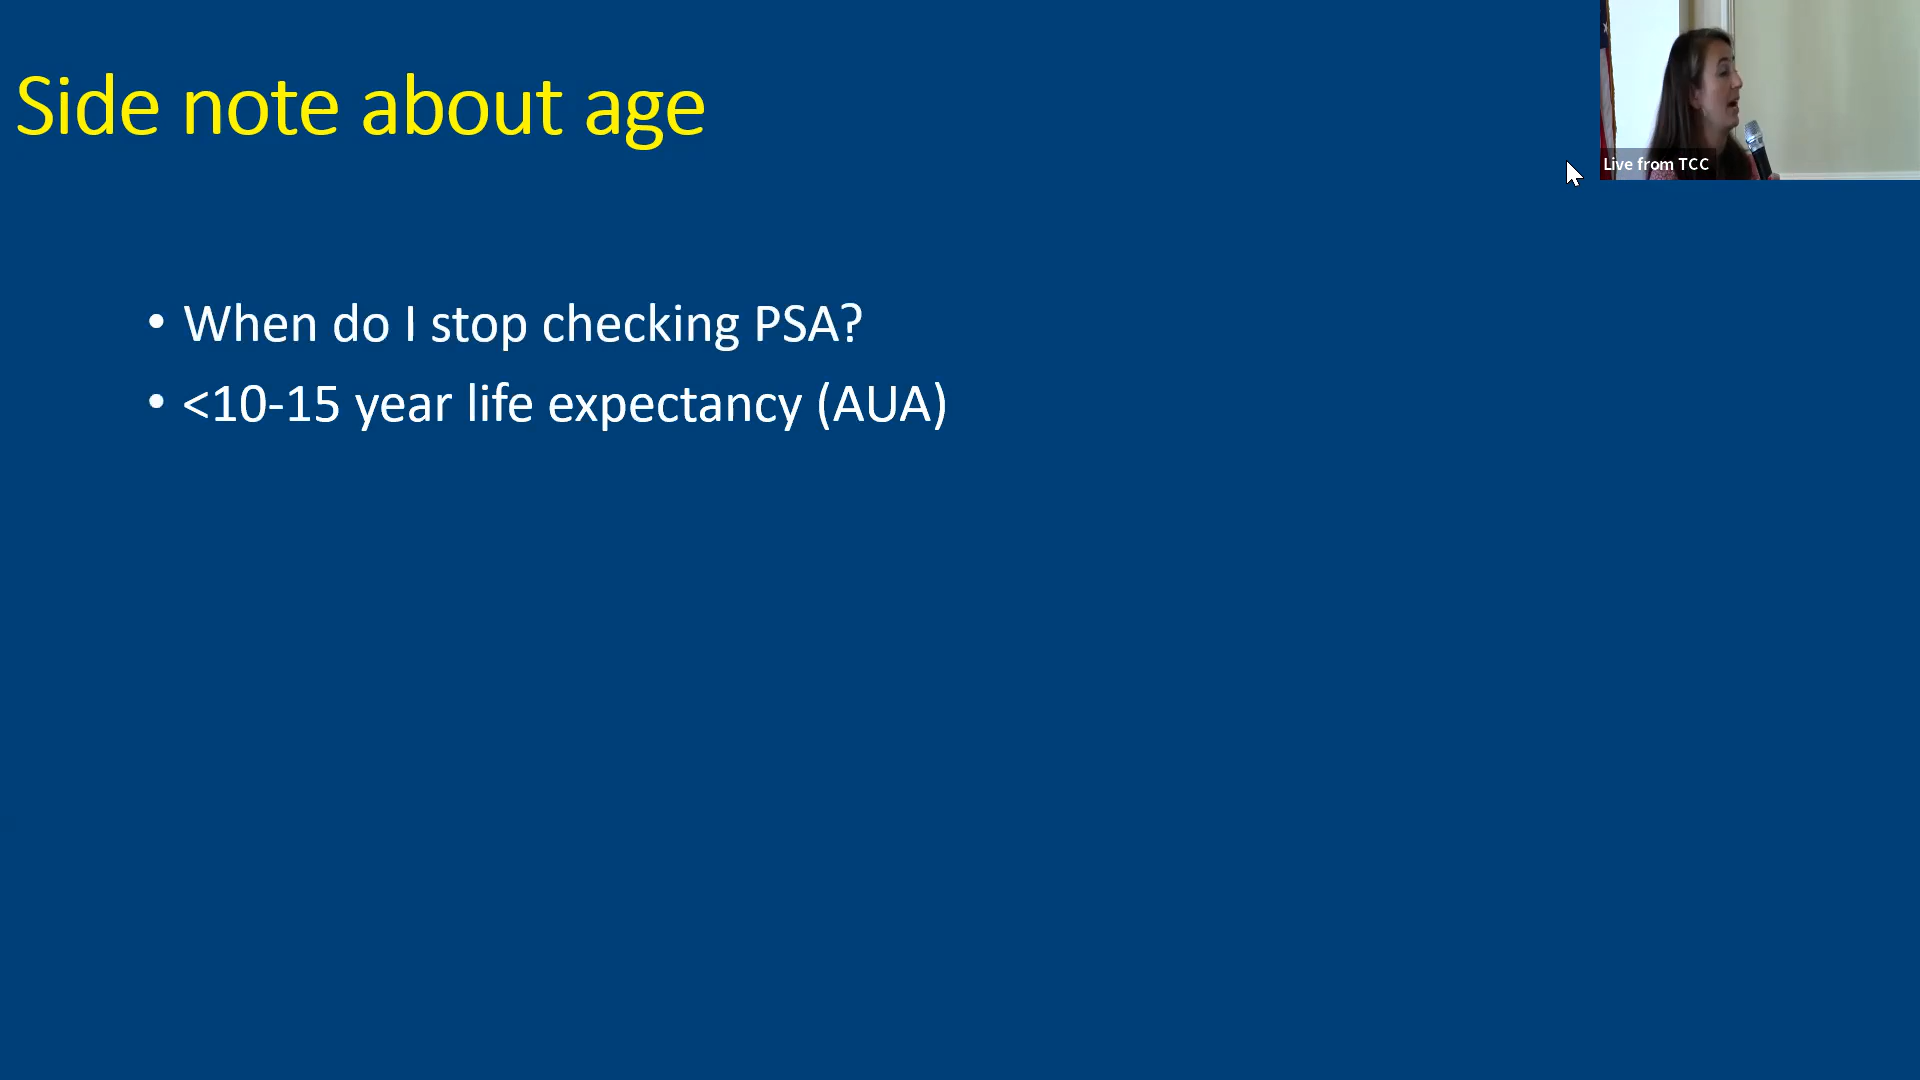 Side note about age
Live from TCC
• When do I stop checking PSA?
• <10-15 year life expectancy (AUA)